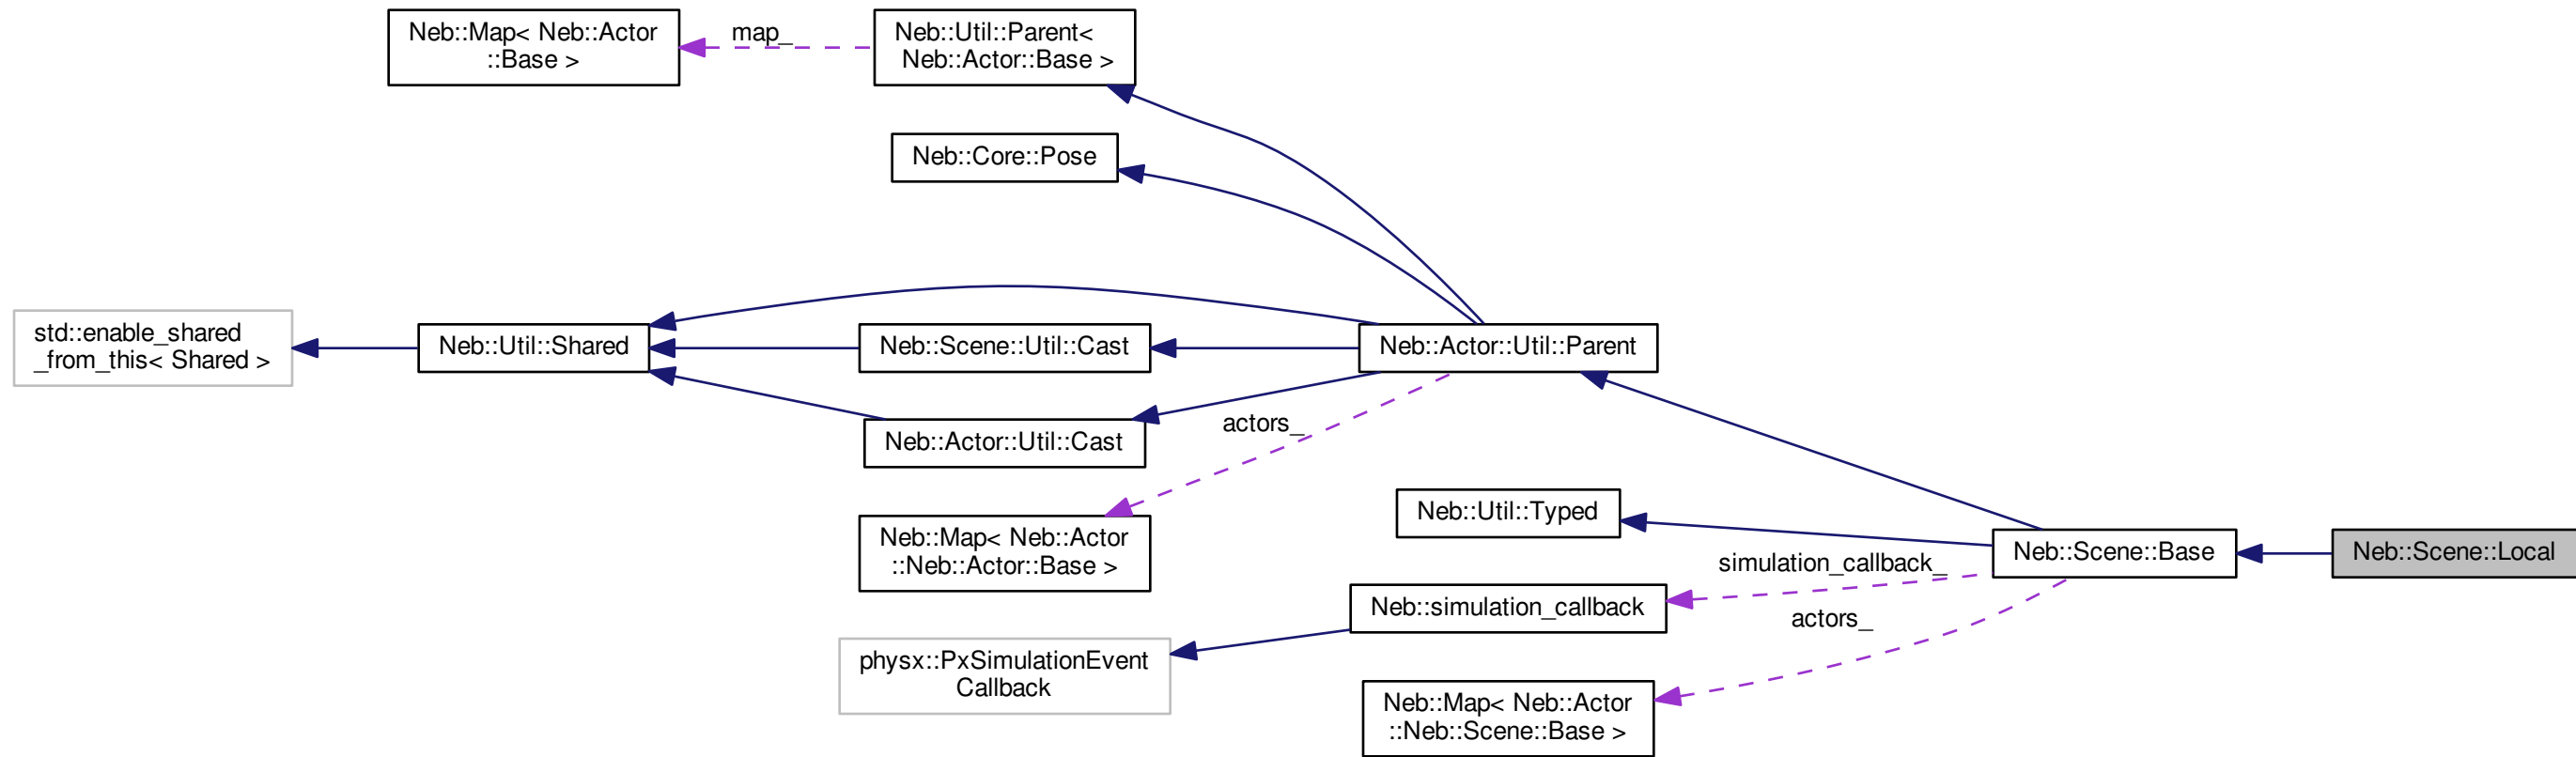 Neb::Map< Neb::Actor
::Base >
map_
Neb::Util::Parent<
Neb::Actor::Base >
Neb::Core::Pose
std::enable_shared
_from_this< Shared >
Neb::Util::Shared
Neb::Scene::Util::Cast
Neb::Actor::Util::Parent
Neb::Actor::Util::Cast
actors_
Neb::Map< Neb::Actor
::Neb::Actor::Base >
Neb::Util::Typed
Neb::Scene::Base
Neb::Scene::Local
simulation_callback_
Neb::simulation_callback
actors_
physx::PxSimulationEvent
Callback
Neb::Map< Neb::Actor
::Neb::Scene::Base >